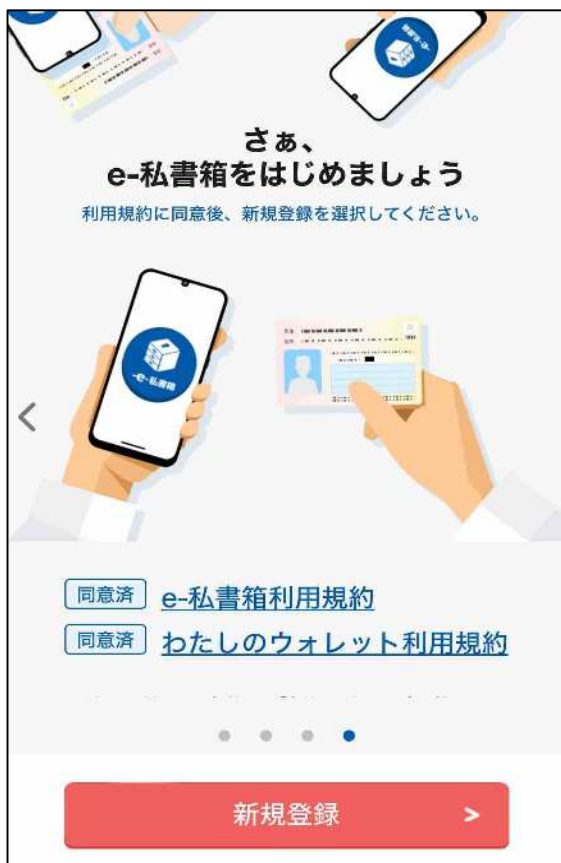 さぁ、
e-私書箱をはじめましょう
利用規約に同意後、新規登録を選択してください。
-e-私書箱
同意済 e-私書箱利用規約
同意済 わたしのウォレット利用規約
新規登録 >